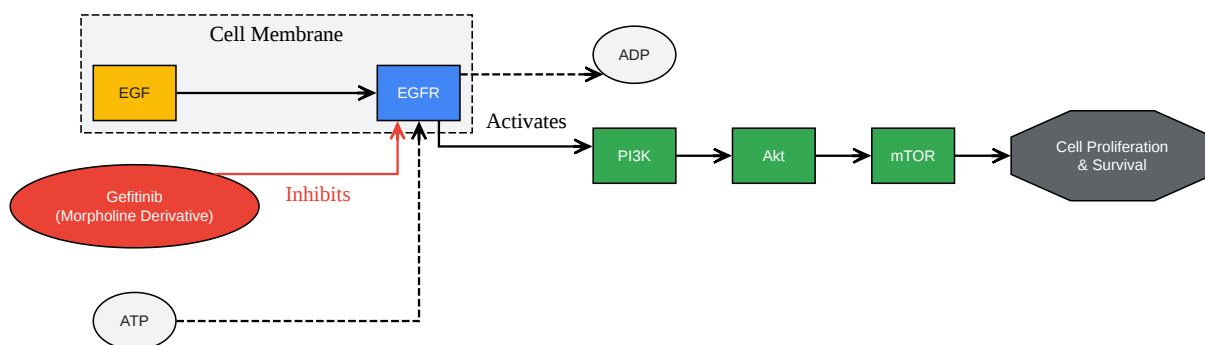 Cell Membrane
EGF
EGFR
ADP
Activates
PI3K
Akt
mTOR
Cell Proliferation
& Survival
Gefitinib
(Morpholine Derivative)
Inhibits
ATP